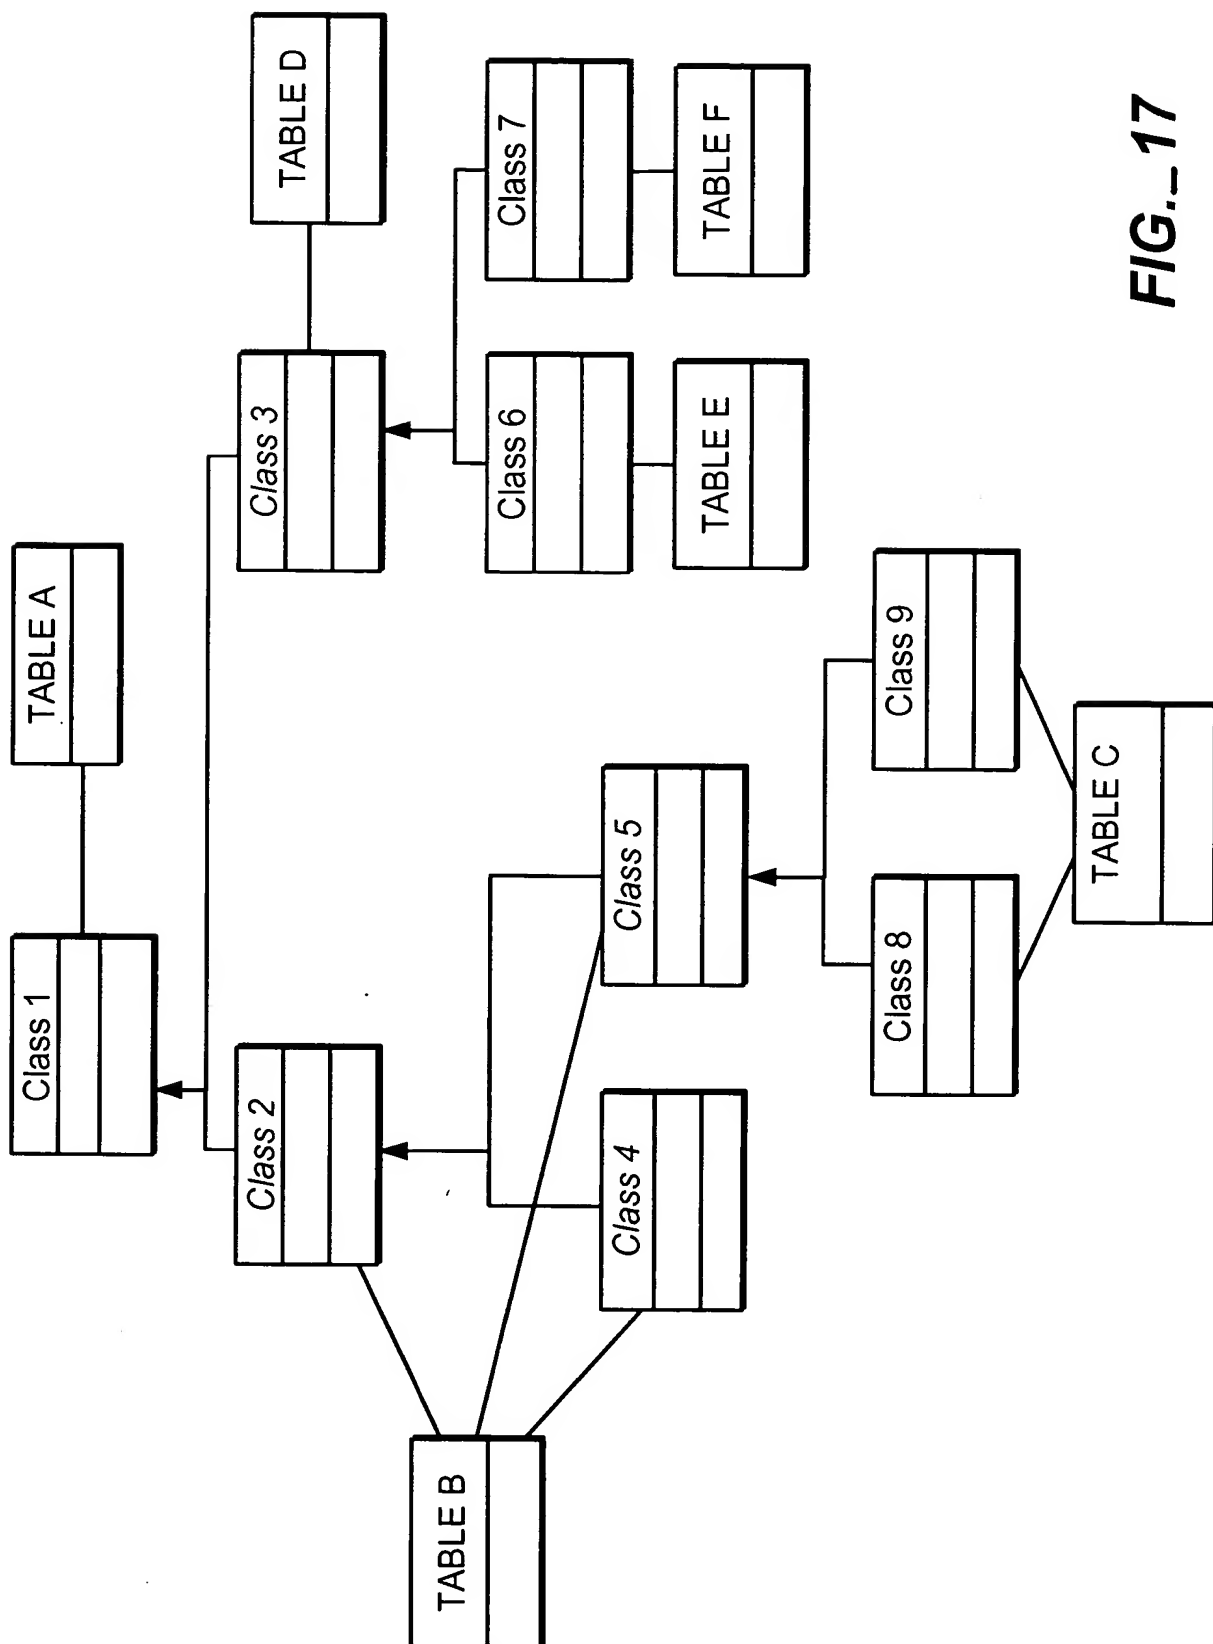 Class 1
TABLE A
Class 2
Class 3
TABLE D
TABLE B
Class 4
Class 5
Class 6
Class 7
TABLE E
TABLE F
Class 8
Class 9
TABLE C
FIG._17